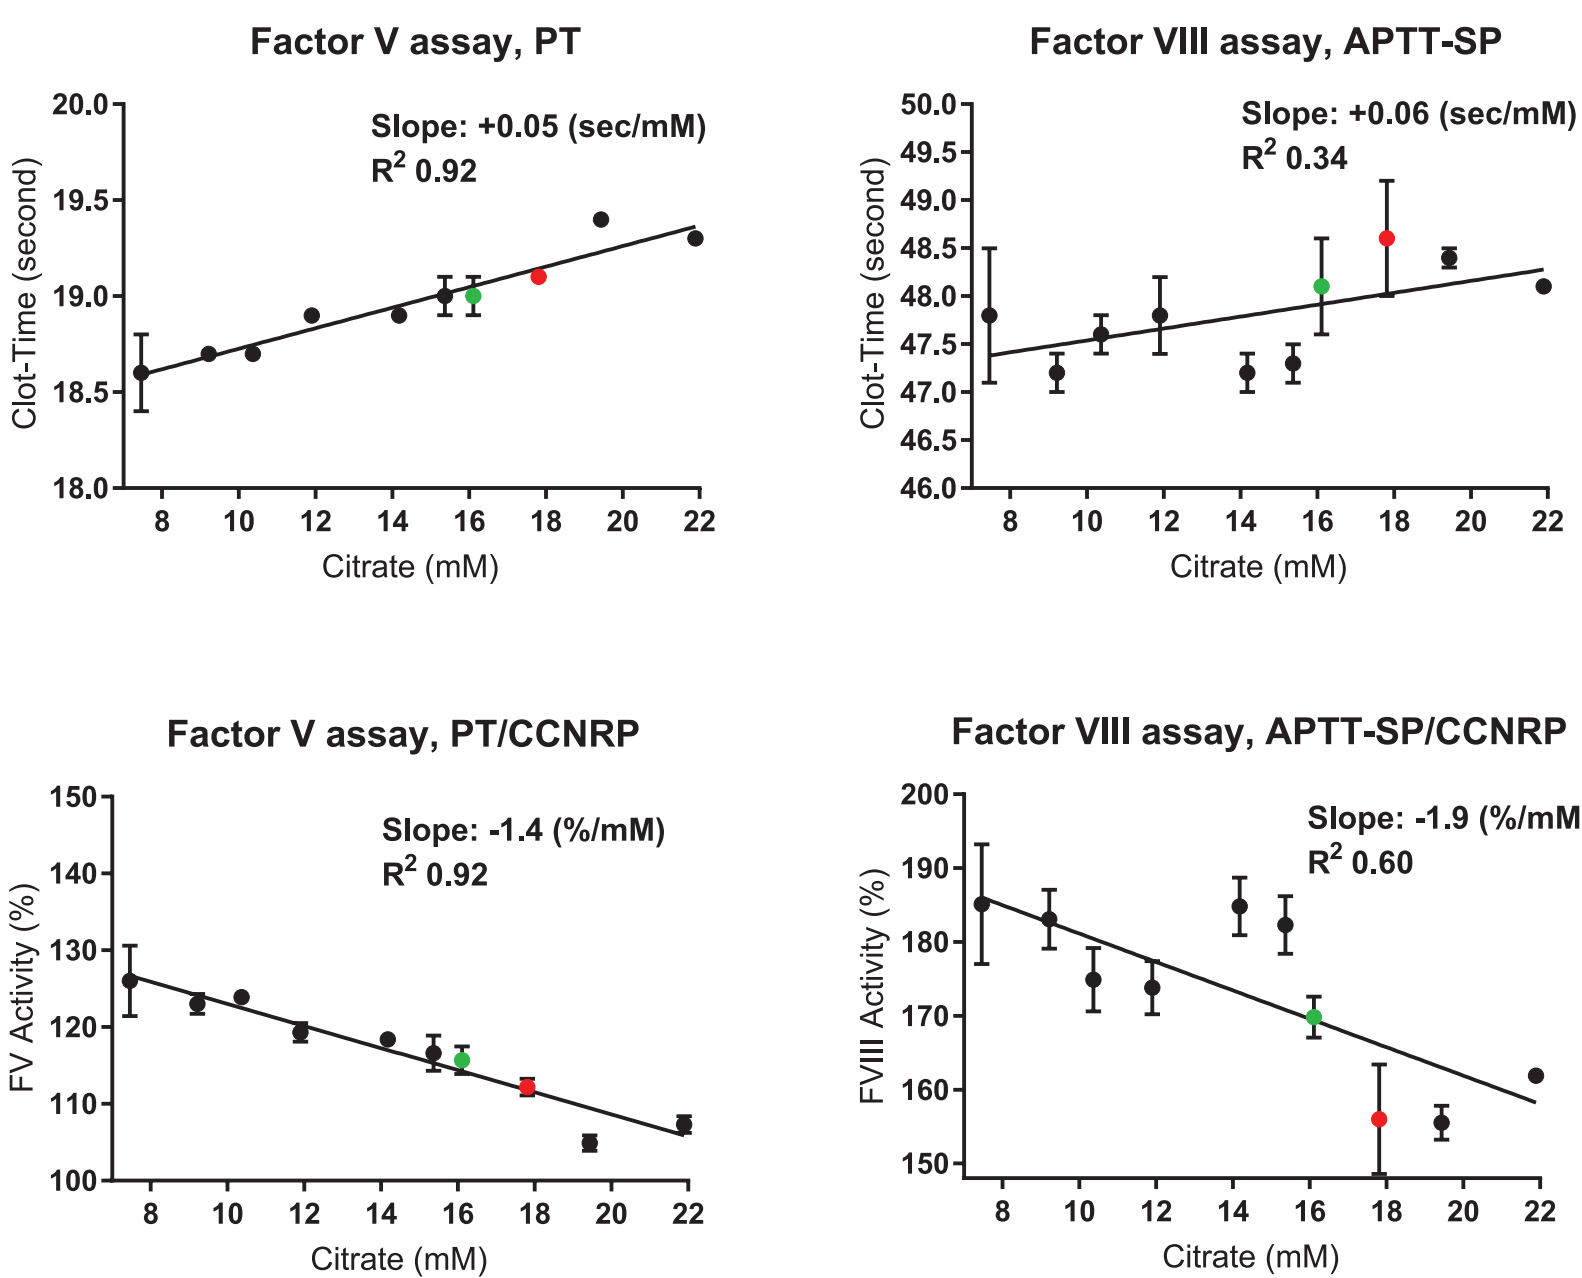 Factor V assay, PT
Slope: +0.05 (sec/mM)
R² 0.92
Clot-Time (second)
20.0
19.5
19.0
18.5
18.0
8 10 12 14 16 18 20 22
Citrate (mM)
Factor VIII assay, APTT-SP
Slope: +0.06 (sec/mM)
R² 0.34
Clot-Time (second)
50.0
49.5
49.0
48.5
48.0
47.5
47.0
46.5
46.0
8 10 12 14 16 18 20 22
Citrate (mM)
Factor V assay, PT/CCNRP
Slope: -1.4 (%/mM)
R² 0.92
FV Activity (%)
150
140
130
120
110
100
8 10 12 14 16 18 20 22
Citrate (mM)
Factor VIII assay, APTT-SP/CCNRP
Slope: -1.9 (%/mM
R² 0.60
FVIII Activity (%)
200
190
180
170
160
150
8 10 12 14 16 18 20 22
Citrate (mM)